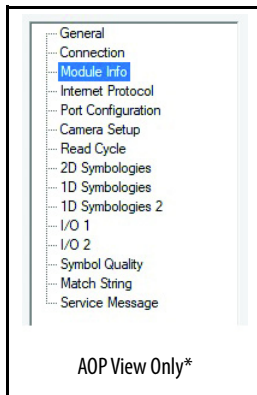 General
Connection
Module Info
Internet Protocol
Port Configuration
Camera Setup
Read Cycle
2D Symbologies
1D Symbologies
1D Symbologies 2
I/O 1
I/O 2
Symbol Quality
Match String
Service Message
AOP View Only*